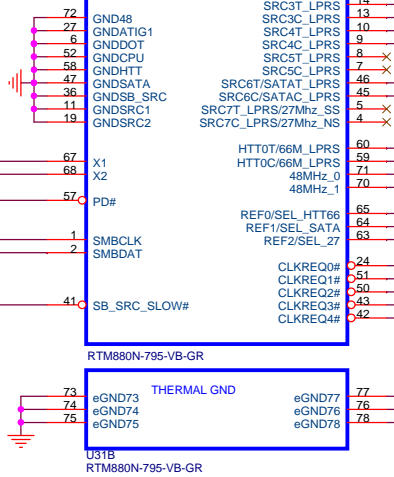 SRC3T_LPRS 14
72 GND48 SRC3C_LPRS 13
27 GNDATIG1 SRC4T_LPRS 10
6 GNDDOT SRC4C_LPRS 9
52 GNDCPU SRC5T_LPRS 8
58 GNDHTT SRC5C_LPRS 7
47 GNDSATA SRC6T/SATAT_LPRS 46
36 GNDSB_SRC SRC6C/SATAC_LPRS 45
11 GNDSRC1 SRC7T_LPRS/27Mhz_SS 5
19 GNDSRC2 SRC7C_LPRS/27Mhz_NS 4
67 X1 HTT0T/66M_LPRS 60
68 X2 HTT0C/66M_LPRS 59
48MHz_0 71
48MHz_1 70
57 PD#
REF0/SEL_HTT66 65
REF1/SEL_SATA 64
1 SMBCLK REF2/SEL_27 63
2 SMBDAT
CLKREQ0# 24
CLKREQ1# 51
CLKREQ2# 50
41 SB_SRC_SLOW# CLKREQ3# 43
CLKREQ4# 42
RTM880N-795-VB-GR
THERMAL GND
73 eGND73 eGND77 77
74 eGND74 eGND76 76
75 eGND75 eGND78 78
U31B
RTM880N-795-VB-GR